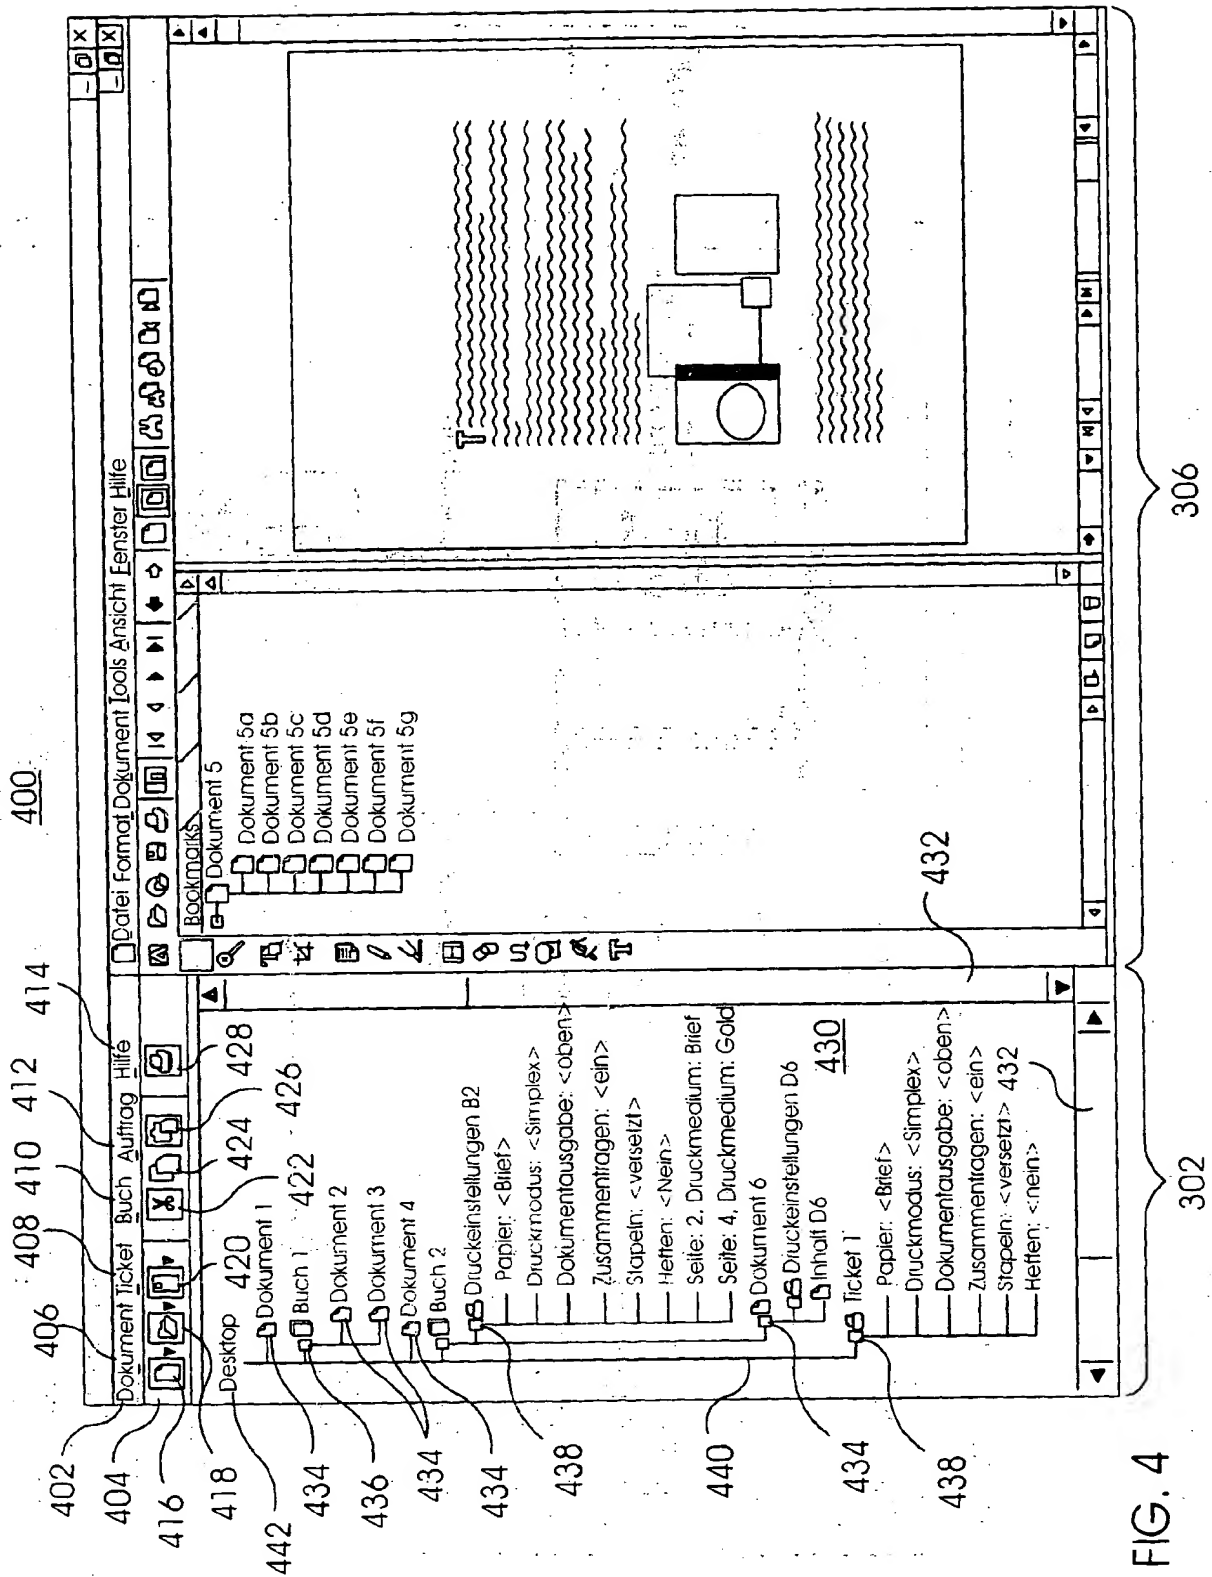 400
402
404
406
408
410
412
414
416
418
420
422
424
426
428
Dokument Ticket Buch Auftrag Hilfe
Datei Format Dokument Tools Ansicht Fenster Hilfe
442
434
436
434
434
438
440
434
438
Desktop
Dokument 1
Buch 1
Dokument 2
Dokument 3
Dokument 4
Buch 2
Druckeinstellungen B2
Papier: <Brief>
Druckmodus: <Simplex>
Dokumentausgabe: <oben>
Zusammentragen: <ein>
Stapeln: <versetzt>
Heften: <Nein>
Seite: 2. Druckmedium: Brief
Seite: 4, Druckmedium: Gold
Dokument 6
Druckeinstellungen D6
Inhalt D6
Ticket 1
Papier: <Brief>
Druckmodus: <Simplex>
Dokumentausgabe: <oben>
Zusammentragen: <ein>
Stapeln: <versetzt>
Heften: <nein>
430
432
432
Bookmarks
Dokument 5
Dokument 5a
Dokument 5b
Dokument 5c
Dokument 5d
Dokument 5e
Dokument 5f
Dokument 5g
T
T
302
306
FIG. 4